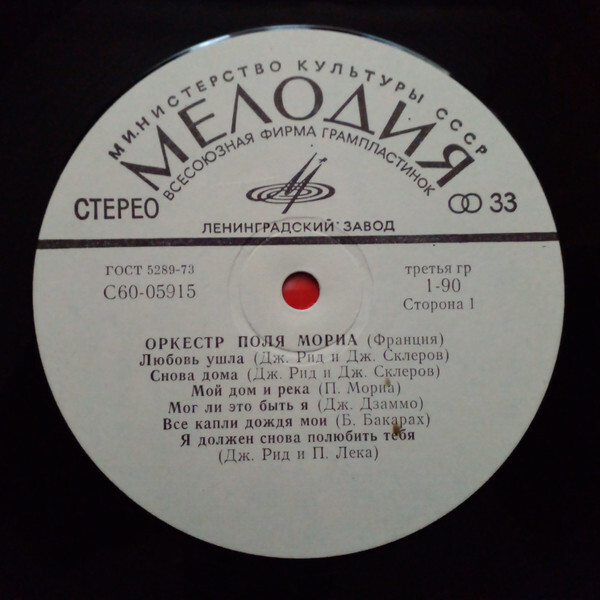 МИНИСТЕРСТВО КУЛЬТУРЫ СССР
МЕЛОДИЯ
ВСЕСОЮЗНАЯ ФИРМА ГРАМПЛАСТИНОК
СТЕРЕО
33
ЛЕНИНГРАДСКИЙ ЗАВОД
ГОСТ 5289-73
третья гр
С60-05915
1-90
Сторона 1
ОРКЕСТР ПОЛЯ МОРИА (Франция)
Любовь ушла (Дж. Рид и Дж. Склеров)
Снова дома (Дж. Рид и Дж. Склеров)
Мой дом и река (П. Мориа)
Мог ли это быть я (Дж. Дзаммо)
Все капли дождя мои (Б. Бакарах)
Я должен снова полюбить тебя
(Дж. Рид и П. Лека)